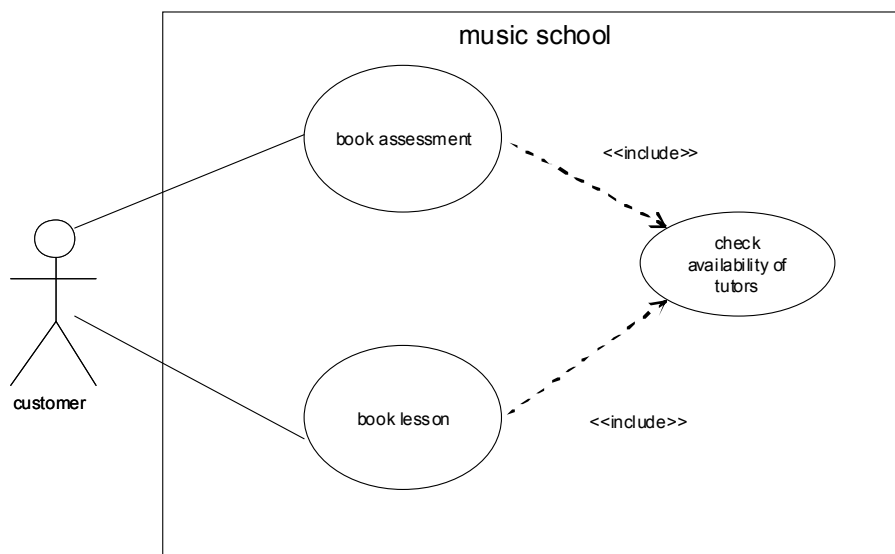 music school
book assessment
<<include>>
check
availability of
tutors
customer
book lesson
<<include>>